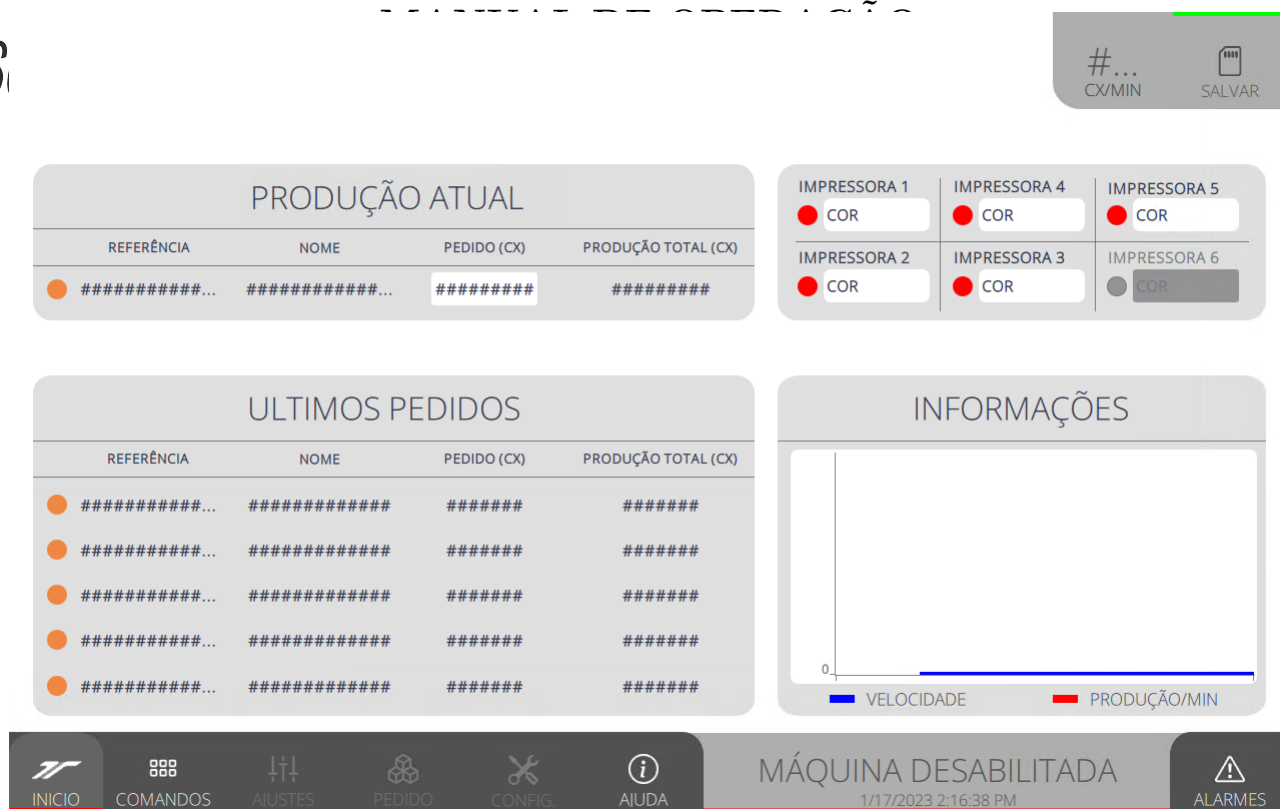 MANUAL DE OPERAÇÃO
#...
CX/MIN
SALVAR
PRODUÇÃO ATUAL
REFERÊNCIA NOME PEDIDO (CX) PRODUÇÃO TOTAL (CX)
###########... ############... ######### #########
IMPRESSORA 1 IMPRESSORA 4 IMPRESSORA 5
COR COR COR
IMPRESSORA 2 IMPRESSORA 3 IMPRESSORA 6
COR COR COR
ULTIMOS PEDIDOS
REFERÊNCIA NOME PEDIDO (CX) PRODUÇÃO TOTAL (CX)
###########... ############# ####### #######
###########... ############# ####### #######
###########... ############# ####### #######
###########... ############# ####### #######
###########... ############# ####### #######
INFORMAÇÕES
0
VELOCIDADE PRODUÇÃO/MIN
INICIO COMANDOS AJUSTES PEDIDO CONFIG. AJUDA
MÁQUINA DESABILITADA
1/17/2023 2:16:38 PM
ALARMES